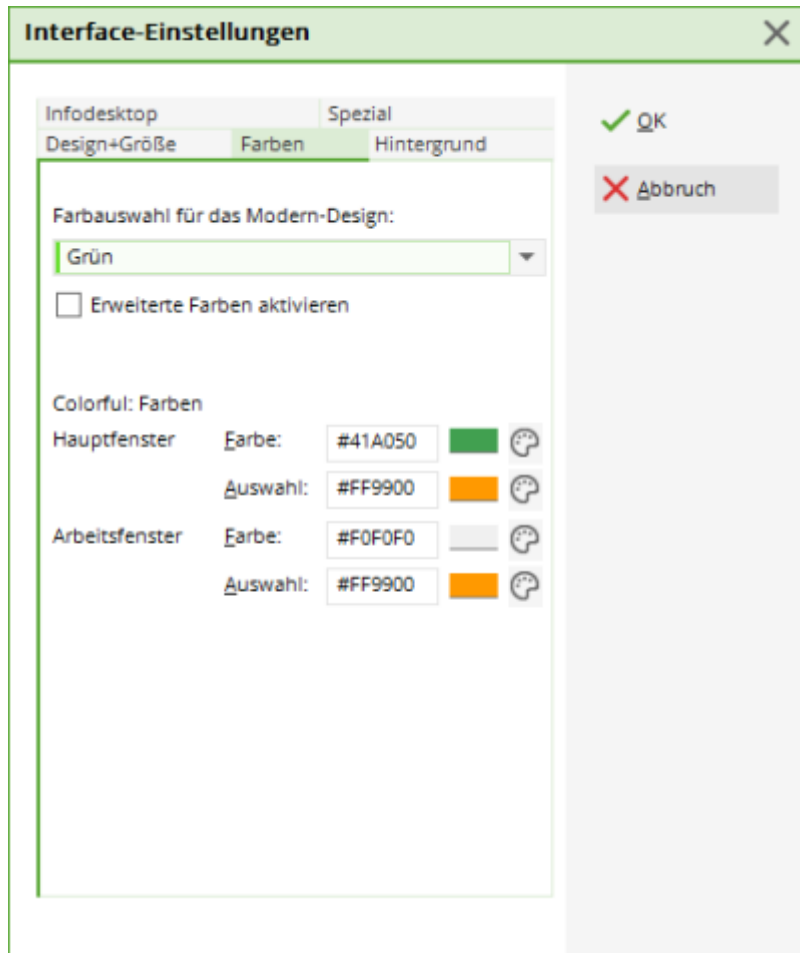 Interface-Einstellungen
Infodesktop Spezial
Design+Größe Farben Hintergrund
OK
Abbruch
Farbauswahl für das Modern-Design:
Grün
Erweiterte Farben aktivieren
Colorful: Farben
Hauptfenster Farbe: #41A050
Auswahl: #FF9900
Arbeitsfenster Farbe: #F0F0F0
Auswahl: #FF9900